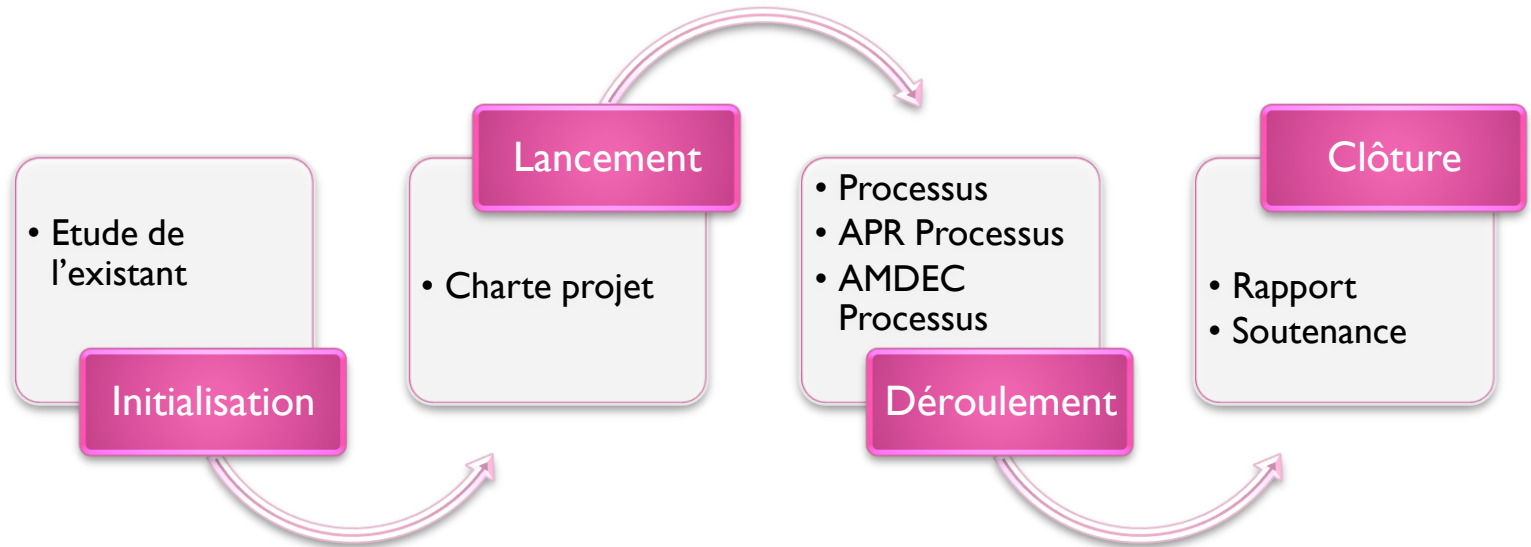 • Etude de
l’existant
Initialisation
Lancement
• Charte projet
• Processus
• APR Processus
• AMDEC
Processus
Déroulement
Clôture
• Rapport
• Soutenance